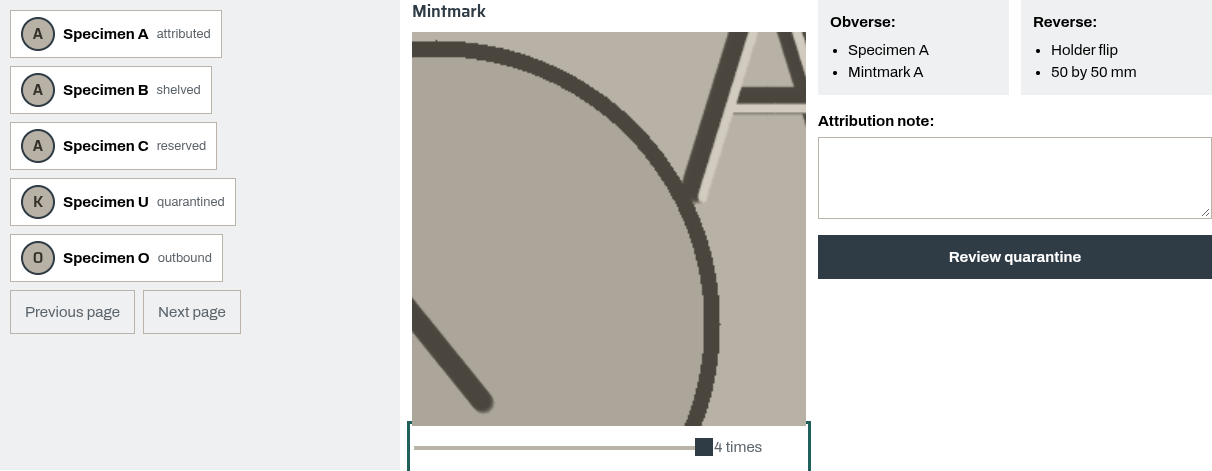 A Specimen A attributed
A Specimen B shelved
A Specimen C reserved
K Specimen U quarantined
O Specimen O outbound
Previous page Next page
Mintmark
A
4 times
Obverse:
• Specimen A
• Mintmark A
Reverse:
• Holder flip
• 50 by 50 mm
Attribution note:
Review quarantine